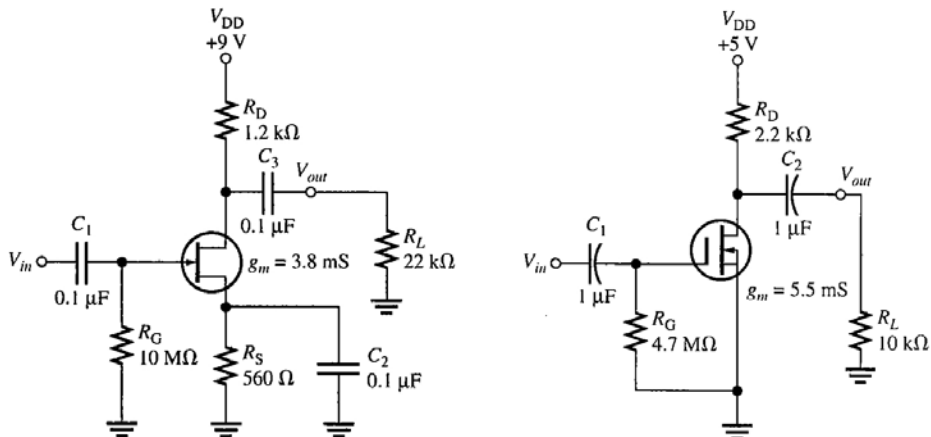 V_DD
+9 V
R_D
1.2 kΩ
C_3
V_out
0.1 μF
C_1
V_in
0.1 μF
g_m = 3.8 mS
R_L
22 kΩ
R_G
10 MΩ
R_S
560 Ω
C_2
0.1 μF
V_DD
+5 V
R_D
2.2 kΩ
C_2
V_out
1 μF
C_1
V_in
1 μF
g_m = 5.5 mS
R_G
4.7 MΩ
R_L
10 kΩ